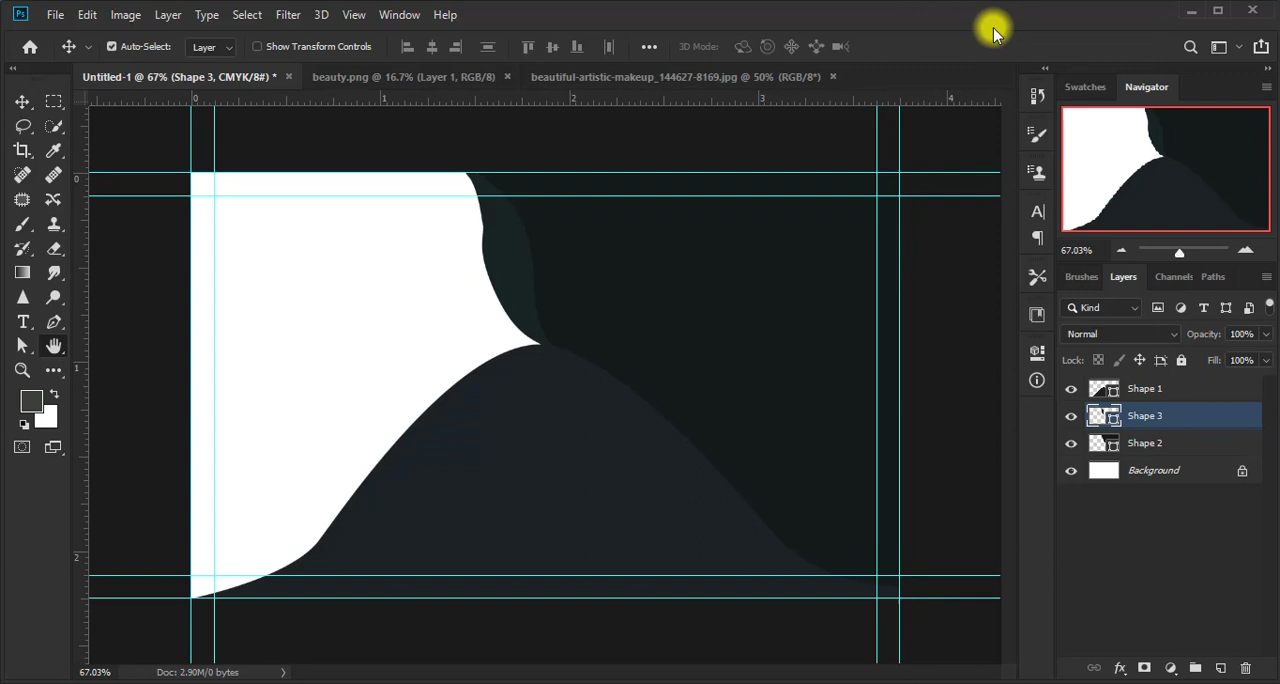 Ps File Edit Image Layer Type Select Filter 3D View Window Help
Auto-Select: Layer Show Transform Controls 3D Mode:
Untitled-1 @ 67% (Shape 3, CMYK/8#) * beauty.png @ 16.7% (Layer 1, RGB/8) beautiful-artistic-makeup_144627-8169.jpg @ 50% (RGB/8*)
Swatches Navigator
0 1 2 3 4
0
1
2
67.03%
Brushes Layers Channels Paths
Kind
Normal Opacity: 100%
Lock: Fill: 100%
Shape 1
Shape 3
Shape 2
Background
67.03% Doc: 2.90M/0 bytes